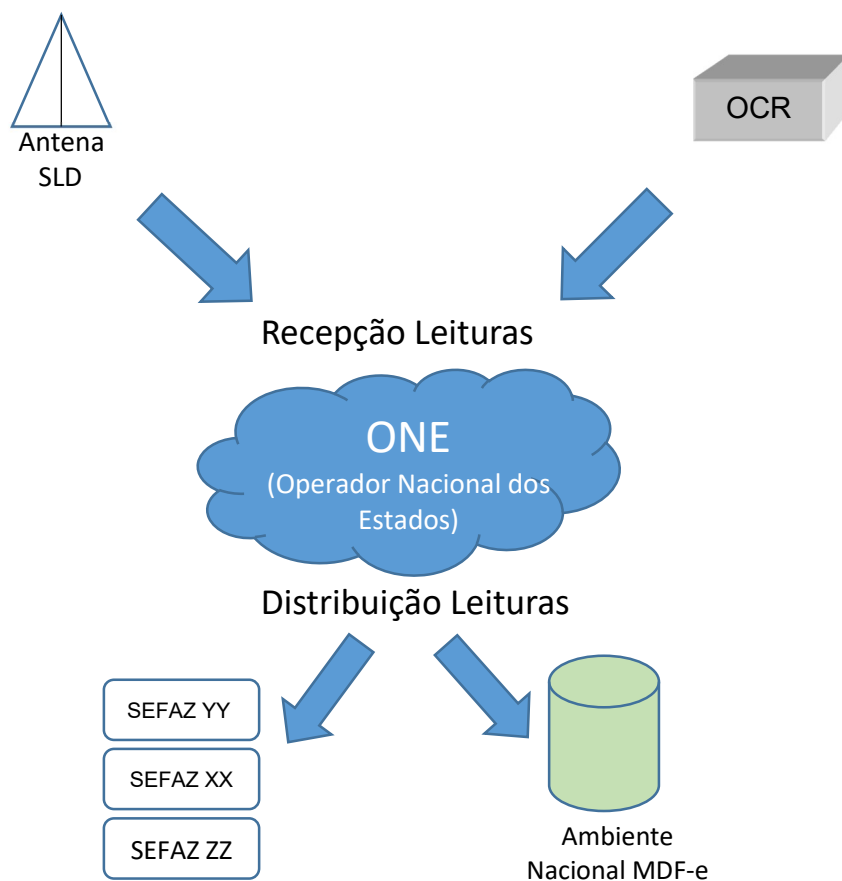 Antena
SLD
OCR
Recepção Leituras
ONE
(Operador Nacional dos
Estados)
Distribuição Leituras
SEFAZ YY
SEFAZ XX
SEFAZ ZZ
Ambiente
Nacional MDF-e